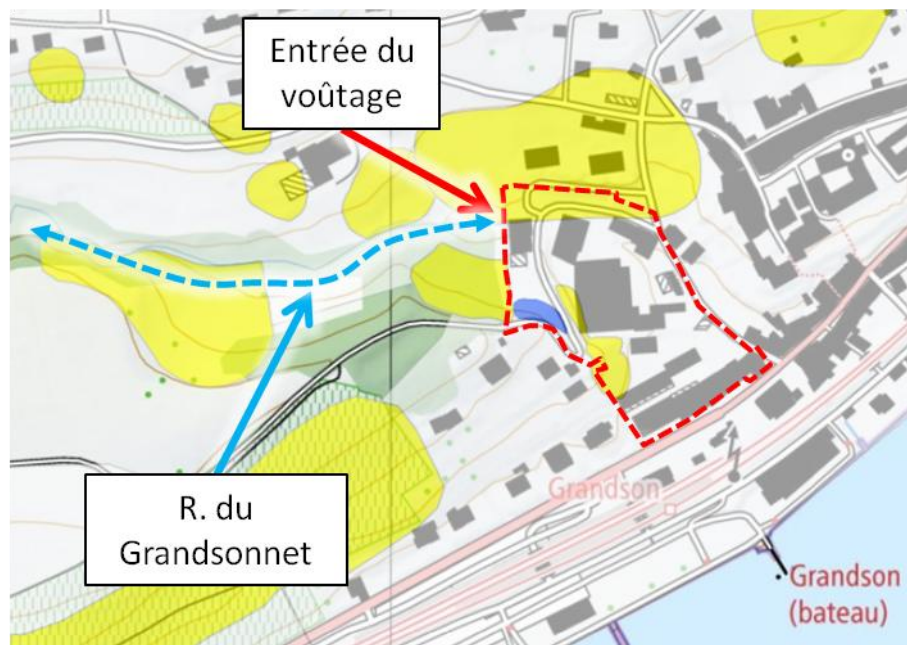 Entrée du
voûtage
R. du
Grandsonnet
Grandson
Grandson
(bateau)